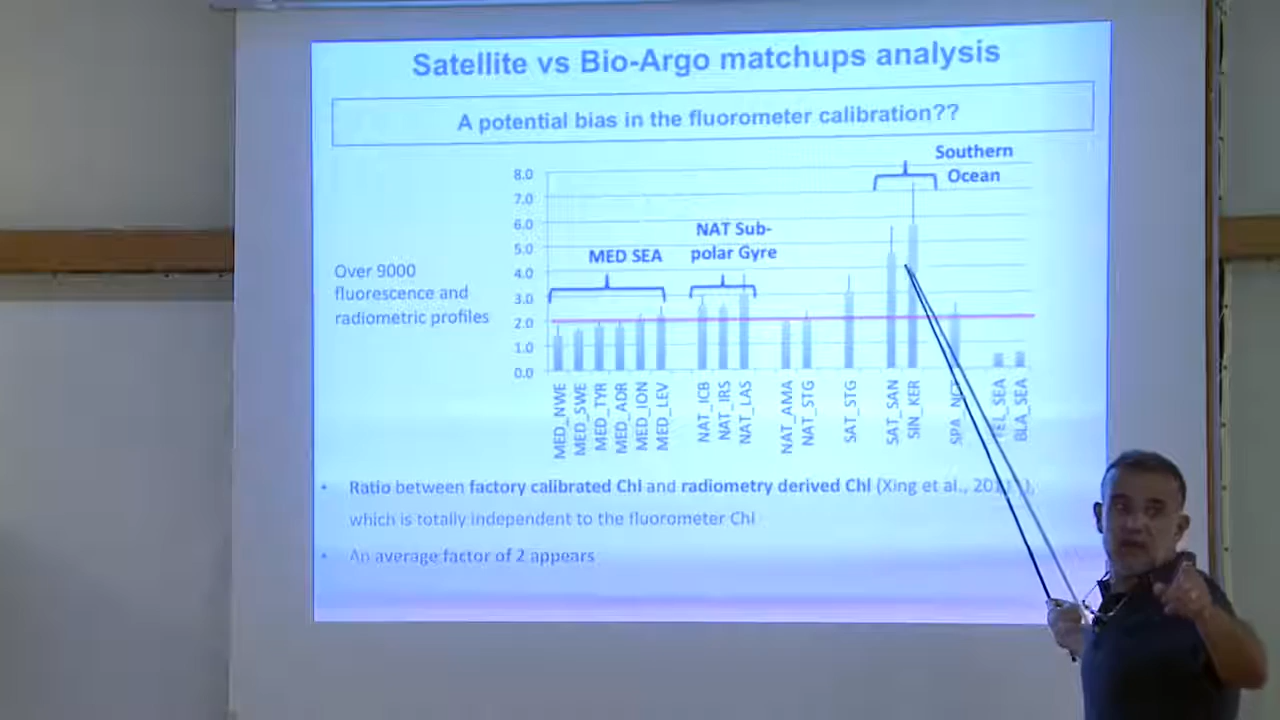 Satellite vs Bio-Argo matchups analysis
A potential bias in the fluorometer calibration??
Southern
Ocean
NAT Sub-
polar Gyre
MED SEA
Over 9000
fluorescence and
radiometric profiles
8.0
7.0
6.0
5.0
4.0
3.0
2.0
1.0
0.0
MED_NWE
MED_SWE
MED_TYR
MED_ADR
MED_ION
MED_LEV
NAT_ICB
NAT_IRS
NAT_LAS
NAT_AMA
NAT_STG
SAT_STG
SAT_SAN
SIN_KER
BLA_SEA
• Ratio between factory calibrated Chl and radiometry derived Chl (Xing et al.,
which is totally independent to the fluorometer Chl
• An average factor of 2 appears